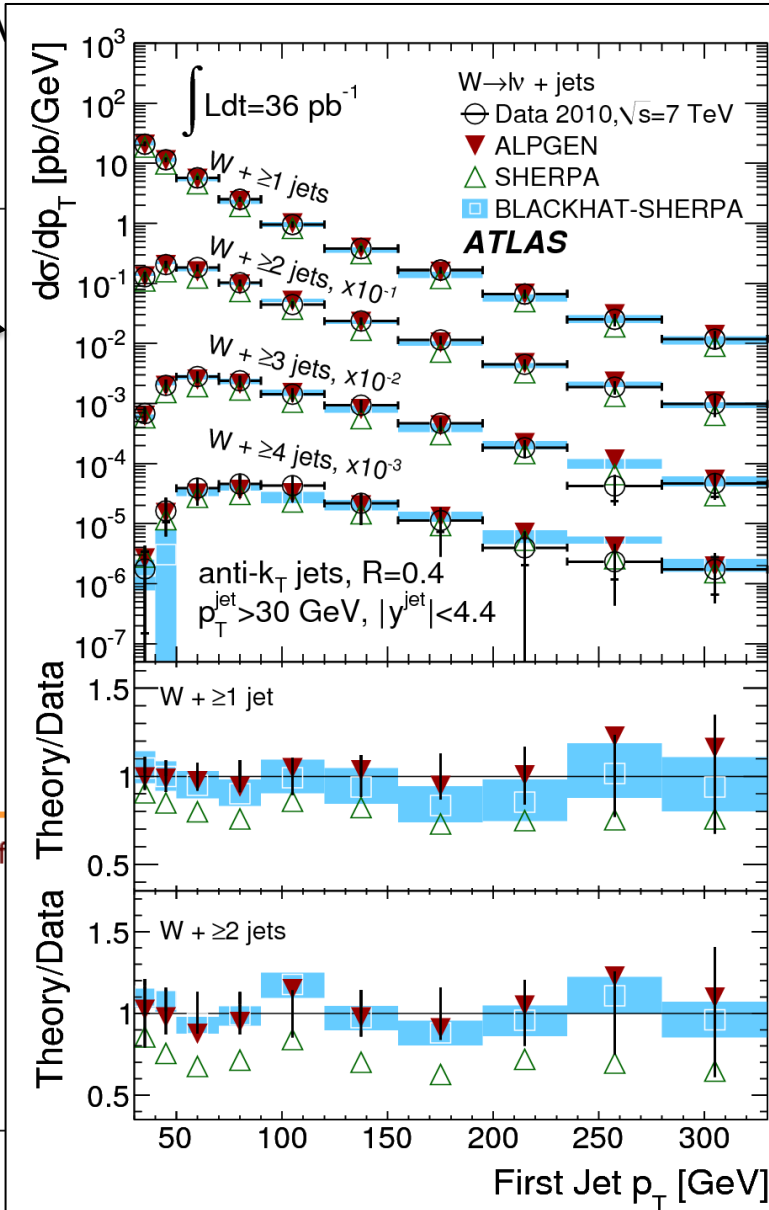 dσ/dp_T [pb/GeV]
10³
10²
10
1
10⁻¹
10⁻²
10⁻³
10⁻⁴
10⁻⁵
10⁻⁶
10⁻⁷
∫Ldt=36 pb⁻¹
W→lν + jets
Data 2010,√s=7 TeV
ALPGEN
SHERPA
BLACKHAT-SHERPA
ATLAS
W + ≥1 jets
W + ≥2 jets, x10⁻¹
W + ≥3 jets, x10⁻²
W + ≥4 jets, x10⁻³
anti-k_T jets, R=0.4
p_T^jet>30 GeV, |y^jet|<4.4
Theory/Data
1.5
1
0.5
W + ≥1 jet
Theory/Data
1.5
1
0.5
W + ≥2 jets
50 100 150 200 250 300
First Jet p_T [GeV]